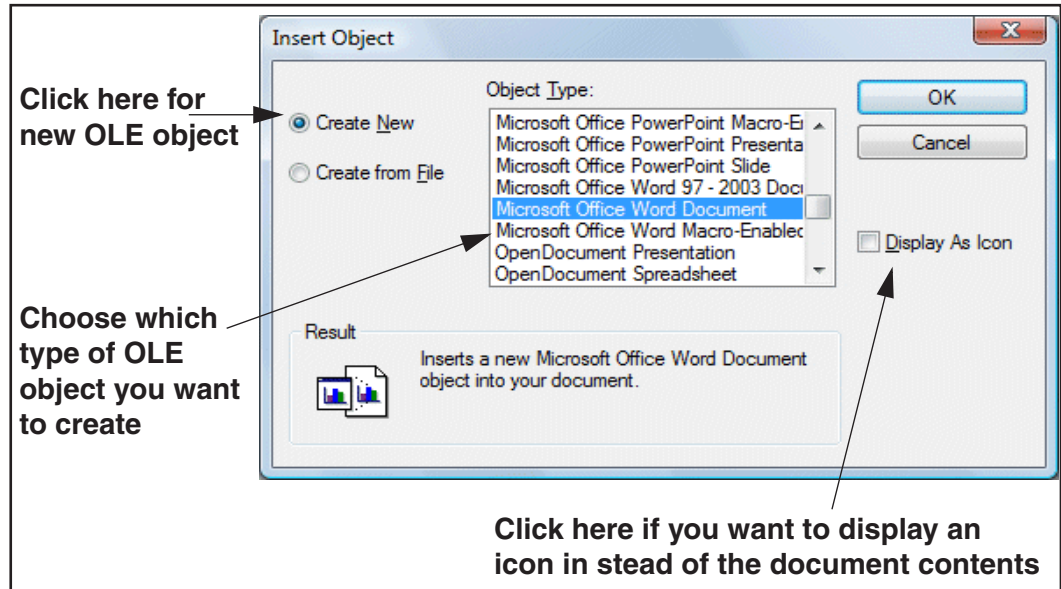 Insert Object
Click here for
new OLE object
Object Type:
Create New
Create from File
Microsoft Office PowerPoint Macro-Er
Microsoft Office PowerPoint Presenta
Microsoft Office PowerPoint Slide
Microsoft Office Word 97 - 2003 Docu
Microsoft Office Word Document
Microsoft Office Word Macro-Enablec
OpenDocument Presentation
OpenDocument Spreadsheet
OK
Cancel
Display As Icon
Choose which
type of OLE
object you want
to create
Result
Inserts a new Microsoft Office Word Document
object into your document.
Click here if you want to display an
icon in stead of the document contents